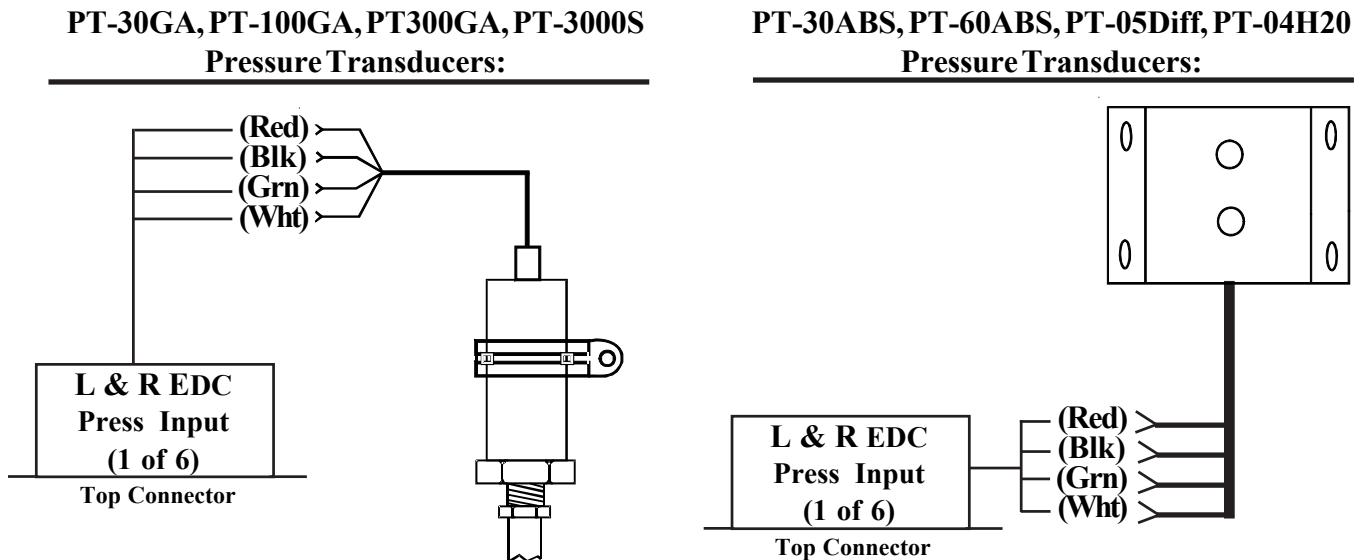 PT-30GA, PT-100GA, PT300GA, PT-3000S
Pressure Transducers:
(Red)
(Blk)
(Grn)
(Wht)
L & R EDC
Press Input
(1 of 6)
Top Connector
PT-30ABS, PT-60ABS, PT-05Diff, PT-04H20
Pressure Transducers:
(Red)
(Blk)
(Grn)
(Wht)
L & R EDC
Press Input
(1 of 6)
Top Connector